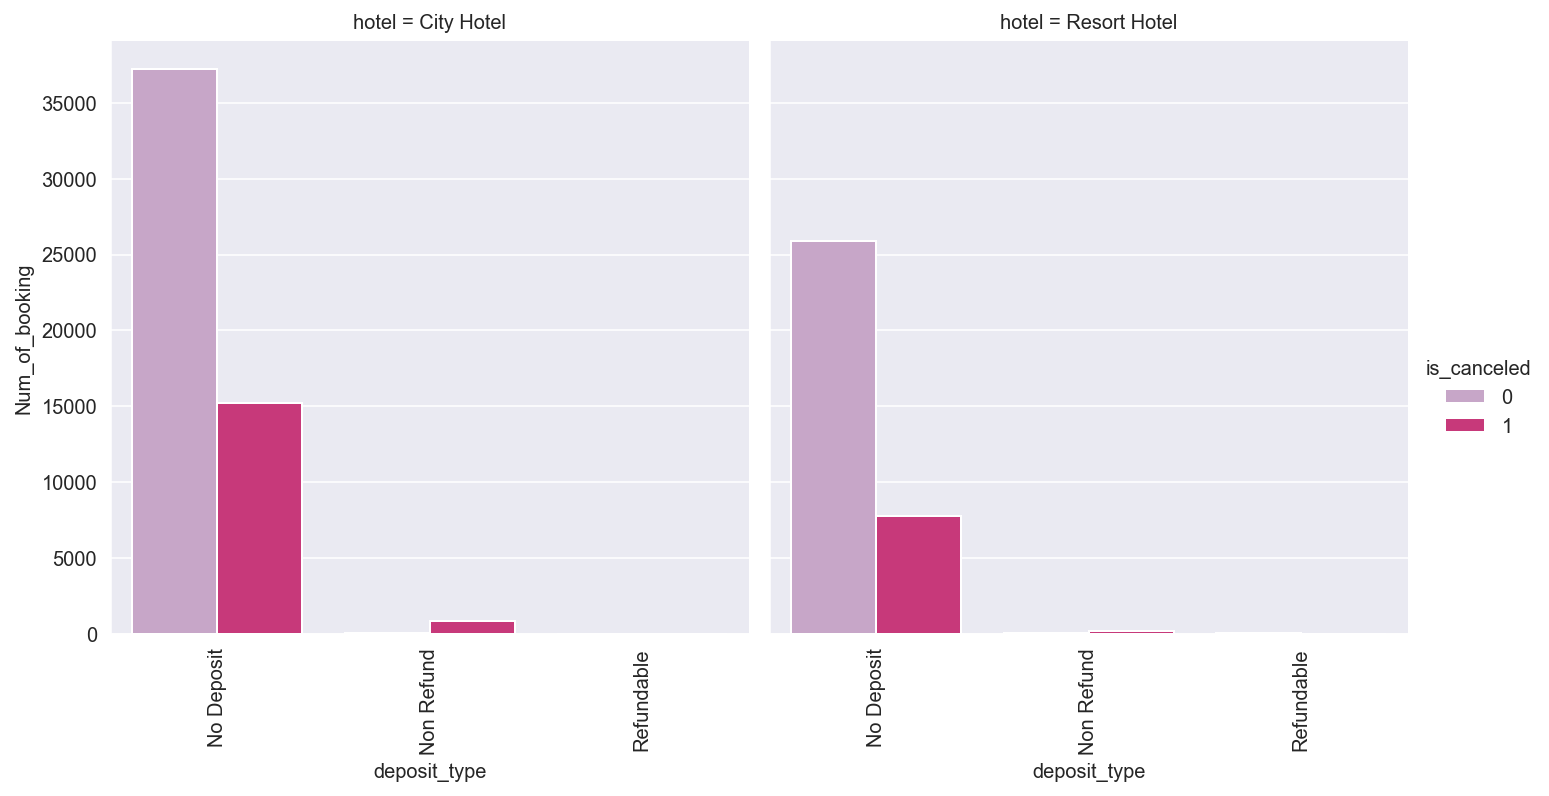 hotel = City Hotel
hotel = Resort Hotel
35000
30000
25000
20000
15000
10000
5000
0
Num_of_booking
No Deposit
Non Refund
Refundable
deposit_type
No Deposit
Non Refund
Refundable
deposit_type
is_canceled
0
1